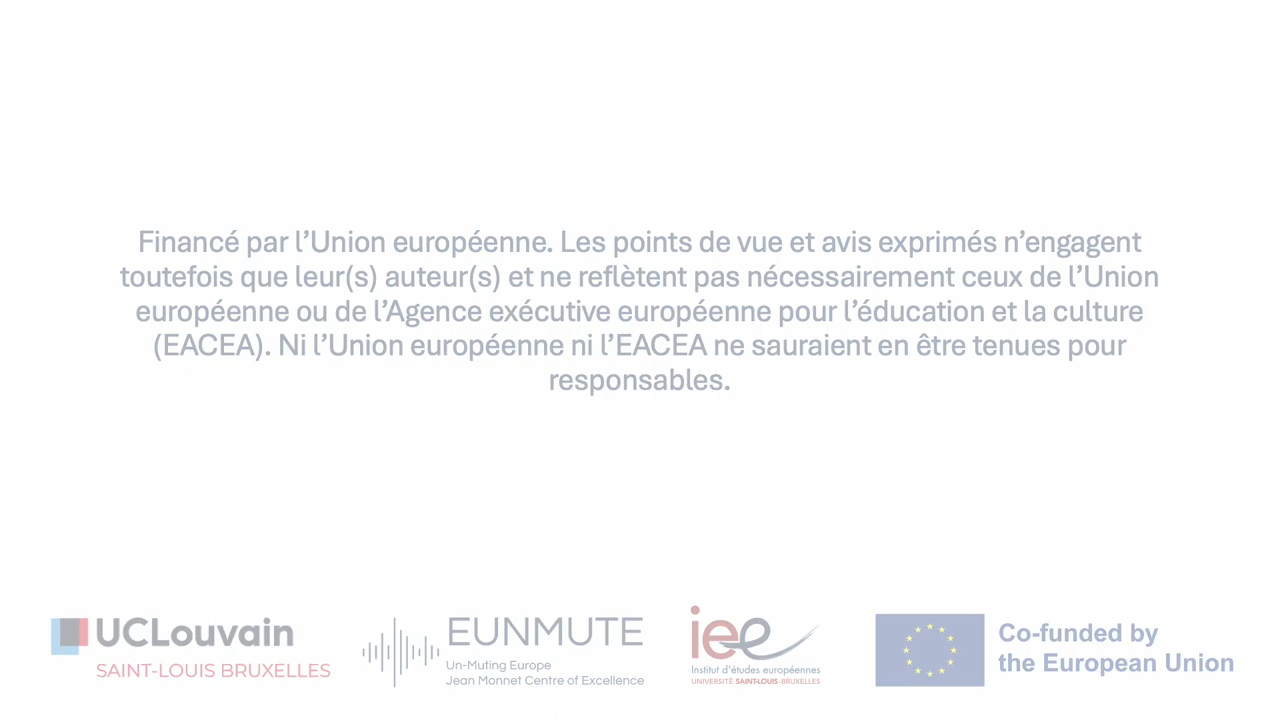 Financé par l’Union européenne. Les points de vue et avis exprimés n’engagent
toutefois que leur(s) auteur(s) et ne reflètent pas nécessairement ceux de l’Union
européenne ou de l’Agence exécutive européenne pour l’éducation et la culture
(EACEA). Ni l’Union européenne ni l’EACEA ne sauraient en être tenues pour
responsables.
UCLouvain
SAINT-LOUIS BRUXELLES
EUNMUTE
Un-Muting Europe
Jean Monnet Centre of Excellence
iee
Institut d’études européennes
UNIVERSITÉ SAINT-LOUIS-BRUXELLES
Co-funded by
the European Union